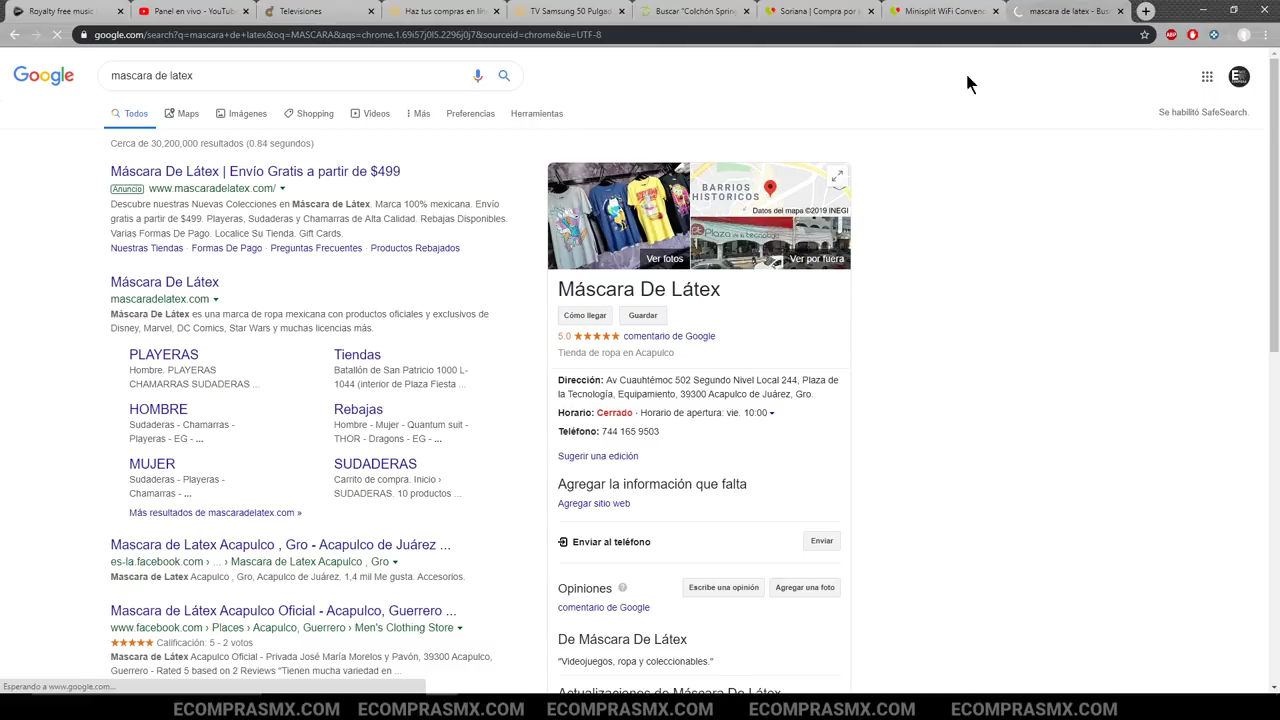 Royalty free music
Panel en vivo - YouTub
Televisiones
Haz tus compras en lín
TV Samsung 50 Pulgad
Buscar "Colchón Spring
Soriana | Compra por e
Minisplit WiFi Convenc
mascara de latex - Bus
google.com/search?q=mascara+de+latex&oq=MASCARA&aqs=chrome.1.69i57j0l5.2296j0j7&sourceid=chrome&ie=UTF-8
Google
mascara de latex
Todos
Maps
Imágenes
Shopping
Videos
Más
Preferencias
Herramientas
Se habilitó SafeSearch.
Cerca de 30,200,000 resultados (0.84 segundos)
Máscara De Látex | Envío Gratis a partir de $499
Anuncio www.mascaradelatex.com/
Descubre nuestras Nuevas Colecciones en Máscara de Látex. Marca 100% mexicana. Envío
gratis a partir de $499. Playeras, Sudaderas y Chamarras de Alta Calidad. Rebajas Disponibles.
Varias Formas De Pago. Localice Su Tienda. Gift Cards.
Nuestras Tiendas · Formas De Pago · Preguntas Frecuentes · Productos Rebajados
Máscara De Látex
mascaradelatex.com
Máscara De Látex es una marca de ropa mexicana con productos oficiales y exclusivos de
Disney, Marvel, DC Comics, Star Wars y muchas licencias más.
PLAYERAS
Hombre. PLAYERAS
CHAMARRAS SUDADERAS ...
Tiendas
Batallón de San Patricio 1000 L-
1044 (interior de Plaza Fiesta ...
HOMBRE
Sudaderas - Chamarras -
Playeras - EG - ...
Rebajas
Hombre - Mujer - Quantum suit -
THOR - Dragons - EG - ...
MUJER
Sudaderas - Playeras -
Chamarras - ...
SUDADERAS
Carrito de compra. Inicio ›
SUDADERAS. 10 productos ...
Más resultados de mascaradelatex.com »
Mascara de Latex Acapulco , Gro - Acapulco de Juárez ...
es-la.facebook.com › ... › Mascara de Latex Acapulco , Gro
Mascara de Latex Acapulco , Gro, Acapulco de Juárez. 1,4 mil Me gusta. Accesorios.
Mascara de Látex Acapulco Oficial - Acapulco, Guerrero ...
www.facebook.com › Places › Acapulco, Guerrero › Men's Clothing Store
Calificación: 5 - 2 votos
Mascara de Látex Acapulco Oficial - Privada José María Morelos y Pavón, 39300 Acapulco,
Guerrero - Rated 5 based on 2 Reviews "Tienen mucha variedad en ...
Esperando a www.google.com...
BARRIOS
HISTORICOS
Datos del mapa ©2019 INEGI
Plaza de la tecnología
Ver fotos
Ver por fuera
Máscara De Látex
Cómo llegar
Guardar
5.0 comentario de Google
Tienda de ropa en Acapulco
Dirección: Av Cuauhtémoc 502 Segundo Nivel Local 244, Plaza de
la Tecnología, Equipamiento, 39300 Acapulco de Juárez, Gro.
Horario: Cerrado · Horario de apertura: vie. 10:00
Teléfono: 744 165 9503
Sugerir una edición
Agregar la información que falta
Agregar sitio web
Enviar al teléfono
Enviar
Opiniones
Escribe una opinión
Agregar una foto
comentario de Google
De Máscara De Látex
"Videojuegos, ropa y coleccionables."
Actualizaciones de Máscara De Látex
ECOMPRASMX.COM ECOMPRASMX.COM ECOMPRASMX.COM ECOMPRASMX.COM ECOMPRASMX.COM